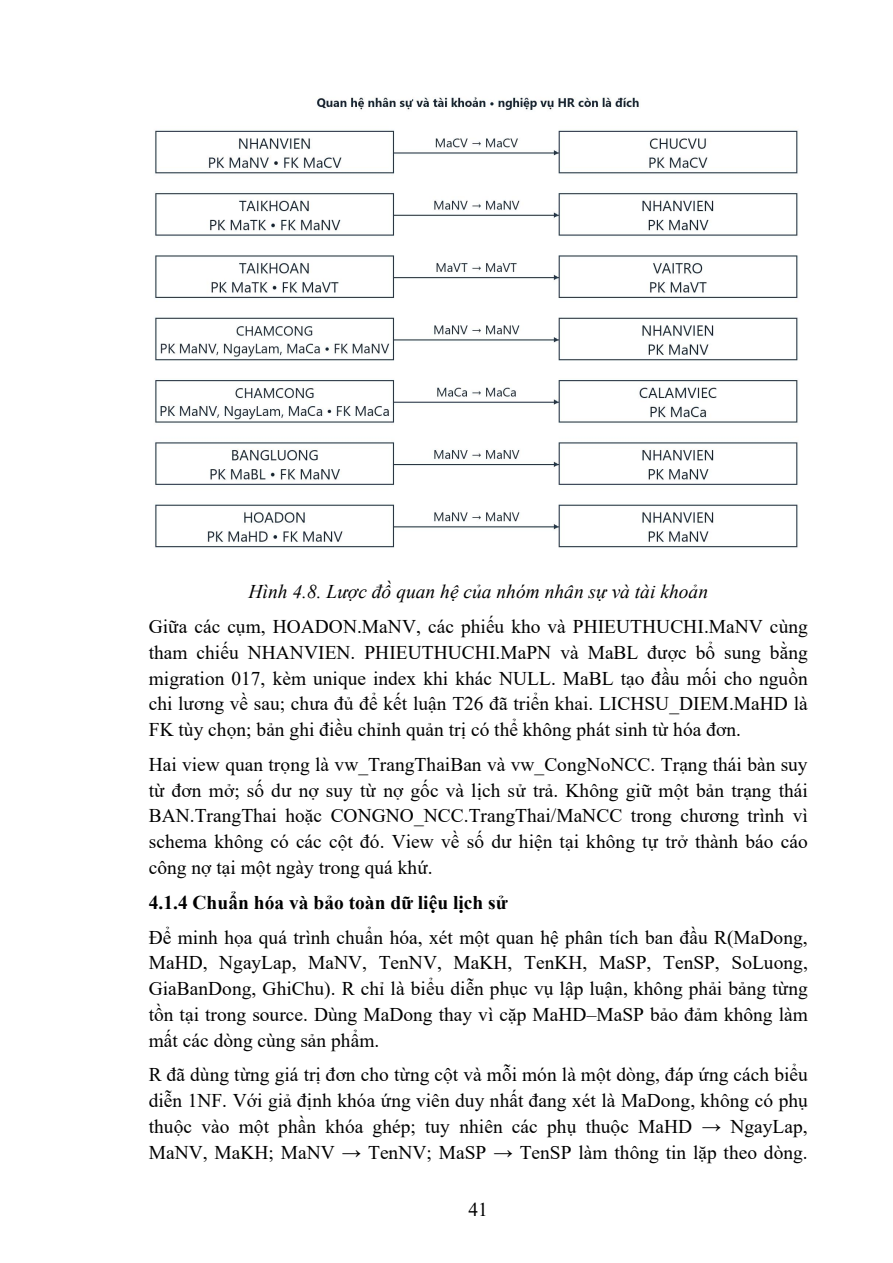 Quan hệ nhân sự và tài khoản • nghiệp vụ HR còn là đích
NHANVIEN
PK MaNV • FK MaCV
MaCV → MaCV
CHUCVU
PK MaCV
TAIKHOAN
PK MaTK • FK MaNV
MaNV → MaNV
NHANVIEN
PK MaNV
TAIKHOAN
PK MaTK • FK MaVT
MaVT → MaVT
VAITRO
PK MaVT
CHAMCONG
PK MaNV, NgayLam, MaCa • FK MaNV
MaNV → MaNV
NHANVIEN
PK MaNV
CHAMCONG
PK MaNV, NgayLam, MaCa • FK MaCa
MaCa → MaCa
CALAMVIEC
PK MaCa
BANGLUONG
PK MaBL • FK MaNV
MaNV → MaNV
NHANVIEN
PK MaNV
HOADON
PK MaHD • FK MaNV
MaNV → MaNV
NHANVIEN
PK MaNV
Hình 4.8. Lược đồ quan hệ của nhóm nhân sự và tài khoản
Giữa các cụm, HOADON.MaNV, các phiếu kho và PHIEUTHUCHI.MaNV cùng
tham chiếu NHANVIEN. PHIEUTHUCHI.MaPN và MaBL được bổ sung bằng
migration 017, kèm unique index khi khác NULL. MaBL tạo đầu mối cho nguồn
chi lương về sau; chưa đủ để kết luận T26 đã triển khai. LICHSU_DIEM.MaHD là
FK tùy chọn; bản ghi điều chỉnh quản trị có thể không phát sinh từ hóa đơn.
Hai view quan trọng là vw_TrangThaiBan và vw_CongNoNCC. Trạng thái bàn suy
từ đơn mở; số dư nợ suy từ nợ gốc và lịch sử trả. Không giữ một bản trạng thái
BAN.TrangThai hoặc CONGNO_NCC.TrangThai/MaNCC trong chương trình vì
schema không có các cột đó. View về số dư hiện tại không tự trở thành báo cáo
công nợ tại một ngày trong quá khứ.
4.1.4 Chuẩn hóa và bảo toàn dữ liệu lịch sử
Để minh họa quá trình chuẩn hóa, xét một quan hệ phân tích ban đầu R(MaDong,
MaHD, NgayLap, MaNV, TenNV, MaKH, TenKH, MaSP, TenSP, SoLuong,
GiaBanDong, GhiChu). R chỉ là biểu diễn phục vụ lập luận, không phải bảng từng
tồn tại trong source. Dùng MaDong thay vì cặp MaHD–MaSP bảo đảm không làm
mất các dòng cùng sản phẩm.
R đã dùng từng giá trị đơn cho từng cột và mỗi món là một dòng, đáp ứng cách biểu
diễn 1NF. Với giả định khóa ứng viên duy nhất đang xét là MaDong, không có phụ
thuộc vào một phần khóa ghép; tuy nhiên các phụ thuộc MaHD → NgayLap,
MaNV, MaKH; MaNV → TenNV; MaSP → TenSP làm thông tin lặp theo dòng.
41